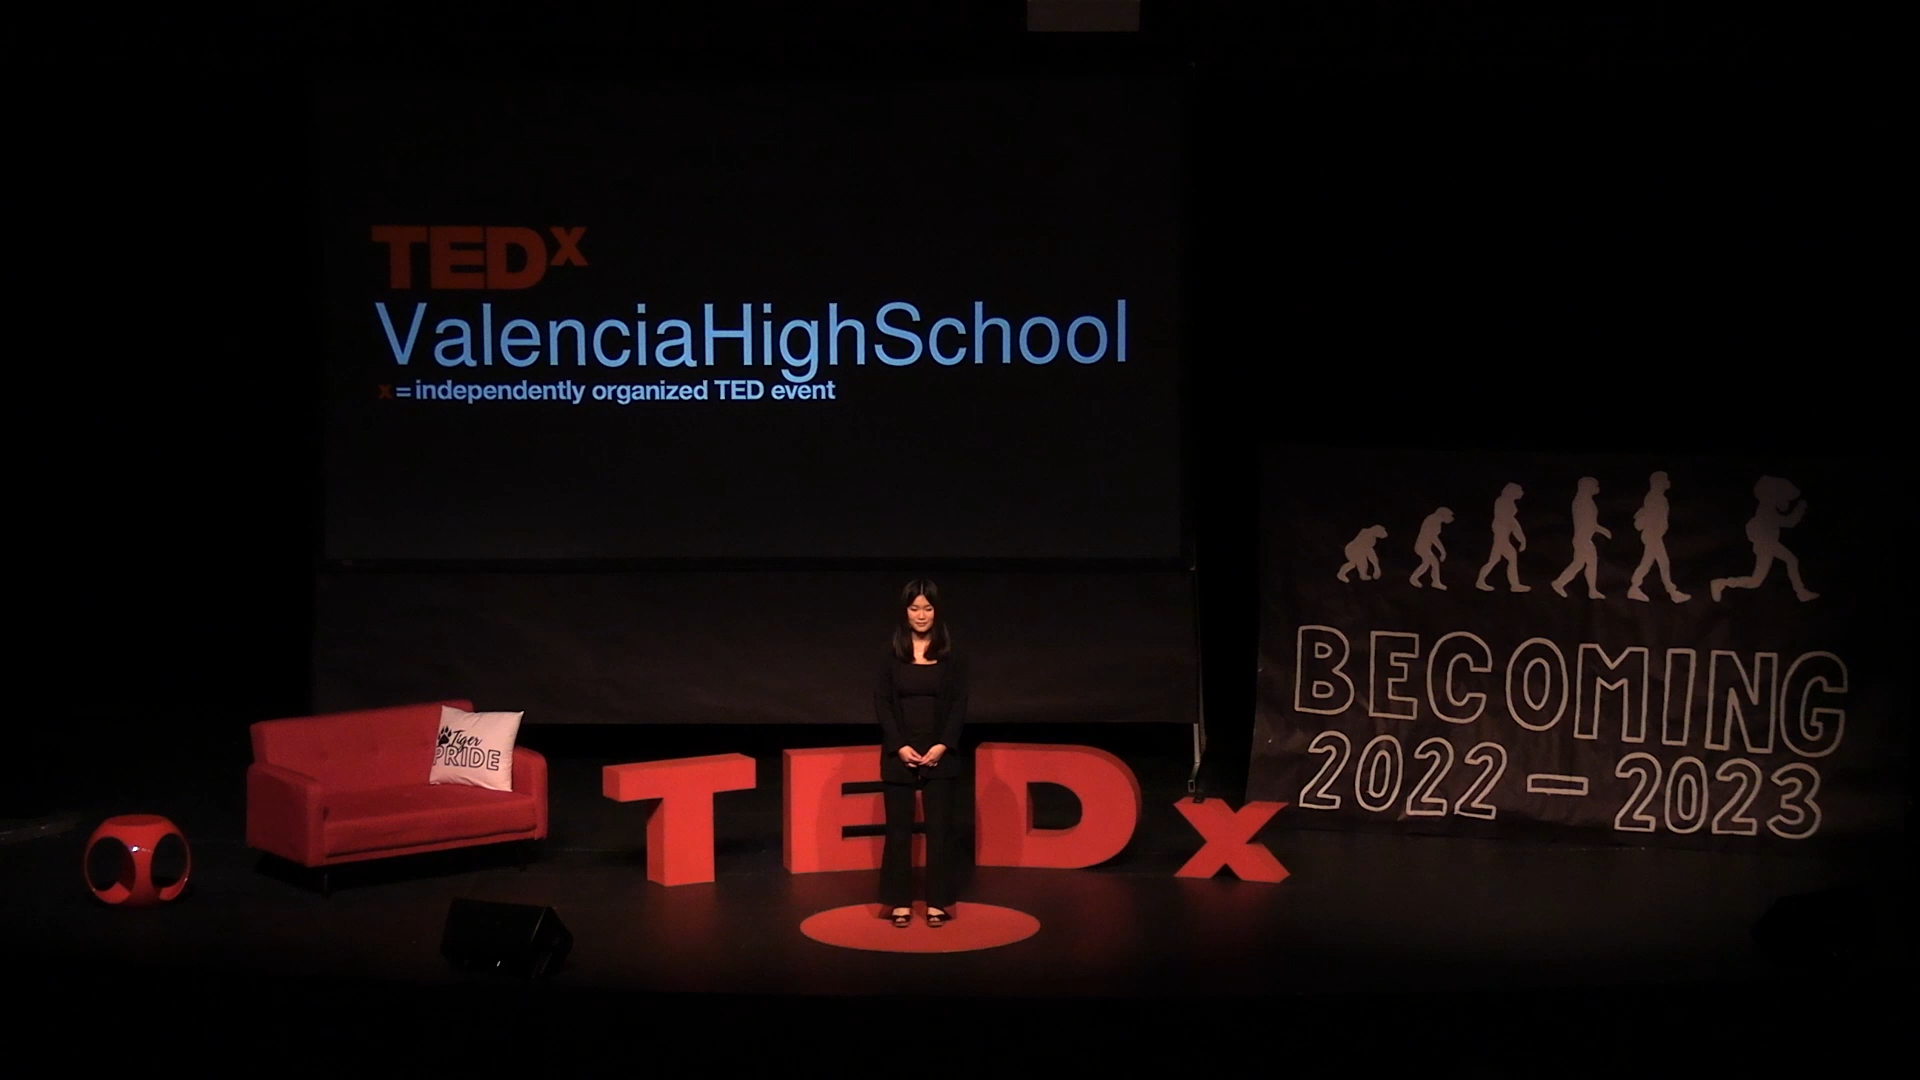 TEDx
ValenciaHighSchool
x = independently organized TED event
Tiger
PRIDE
TEDx
BECOMING
2022 — 2023